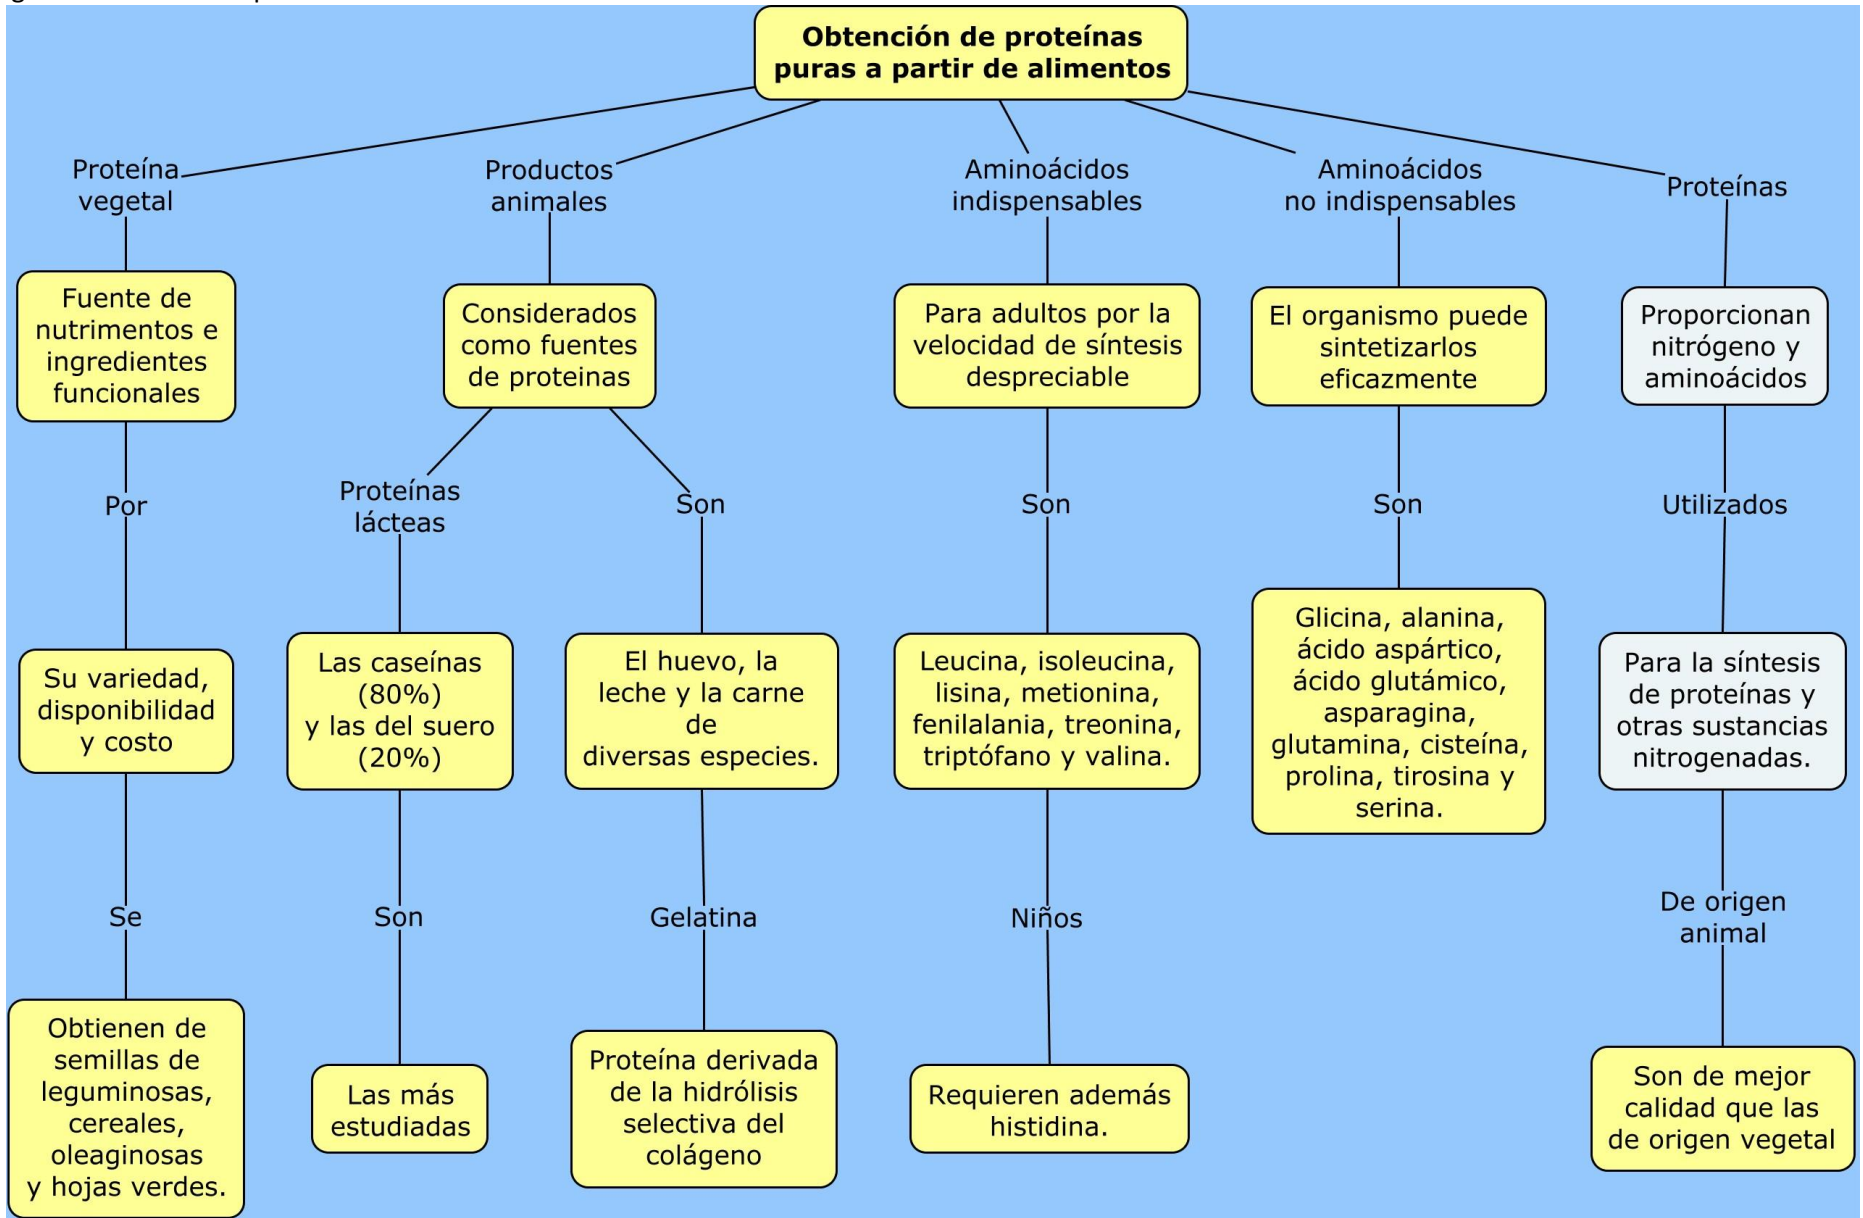 Obtención de proteínas
puras a partir de alimentos
Proteína
vegetal
Productos
animales
Aminoácidos
indispensables
Aminoácidos
no indispensables
Proteínas
Fuente de
nutrimentos e
ingredientes
funcionales
Considerados
como fuentes
de proteinas
Para adultos por la
velocidad de síntesis
despreciable
El organismo puede
sintetizarlos
eficazmente
Proporcionan
nitrógeno y
aminoácidos
Por
Proteínas
lácteas
Son
Son
Son
Utilizados
Su variedad,
disponibilidad
y costo
Las caseínas
(80%)
y las del suero
(20%)
El huevo, la
leche y la carne
de
diversas especies.
Leucina, isoleucina,
lisina, metionina,
fenilalania, treonina,
triptófano y valina.
Glicina, alanina,
ácido aspártico,
ácido glutámico,
asparagina,
glutamina, cisteína,
prolina, tirosina y
serina.
Para la síntesis
de proteínas y
otras sustancias
nitrogenadas.
Se
Son
Gelatina
Niños
De origen
animal
Obtienen de
semillas de
leguminosas,
cereales,
oleaginosas
y hojas verdes.
Las más
estudiadas
Proteína derivada
de la hidrólisis
selectiva del
colágeno
Requieren además
histidina.
Son de mejor
calidad que las
de origen vegetal